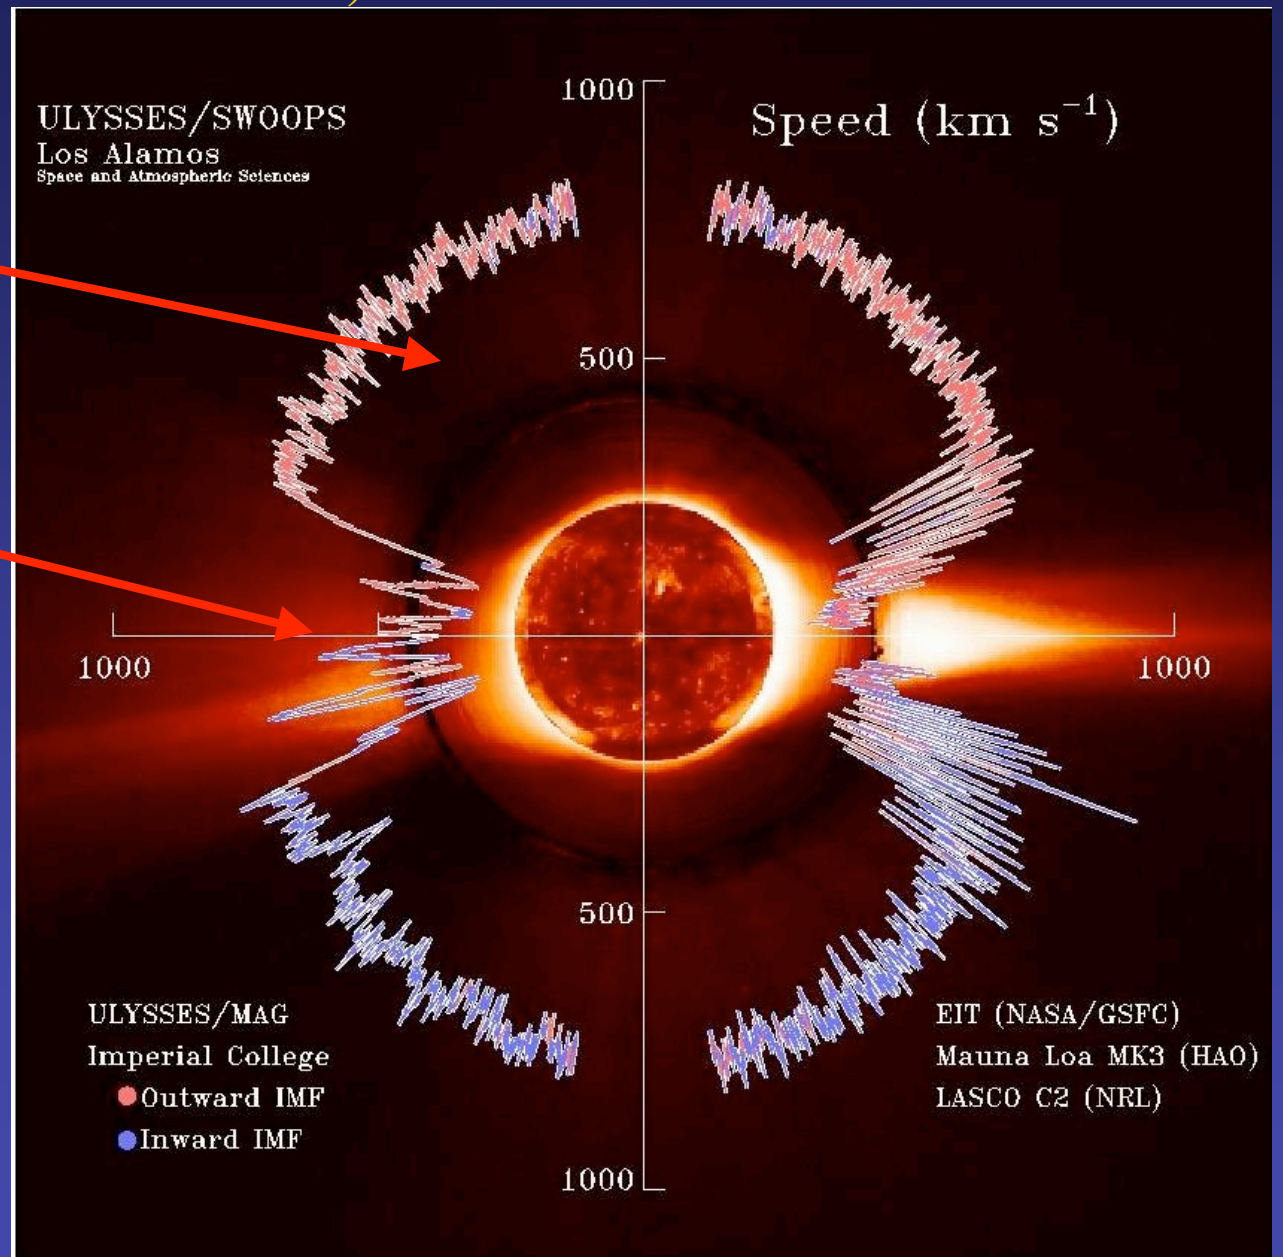 ULYSSES/SWOOPS
Los Alamos
Space and Atmospheric Sciences
Speed (km s⁻¹)
1000
500
1000
1000
500
1000
ULYSSES/MAG
Imperial College
Outward IMF
Inward IMF
EIT (NASA/GSFC)
Mauna Loa MK3 (HAO)
LASCO C2 (NRL)